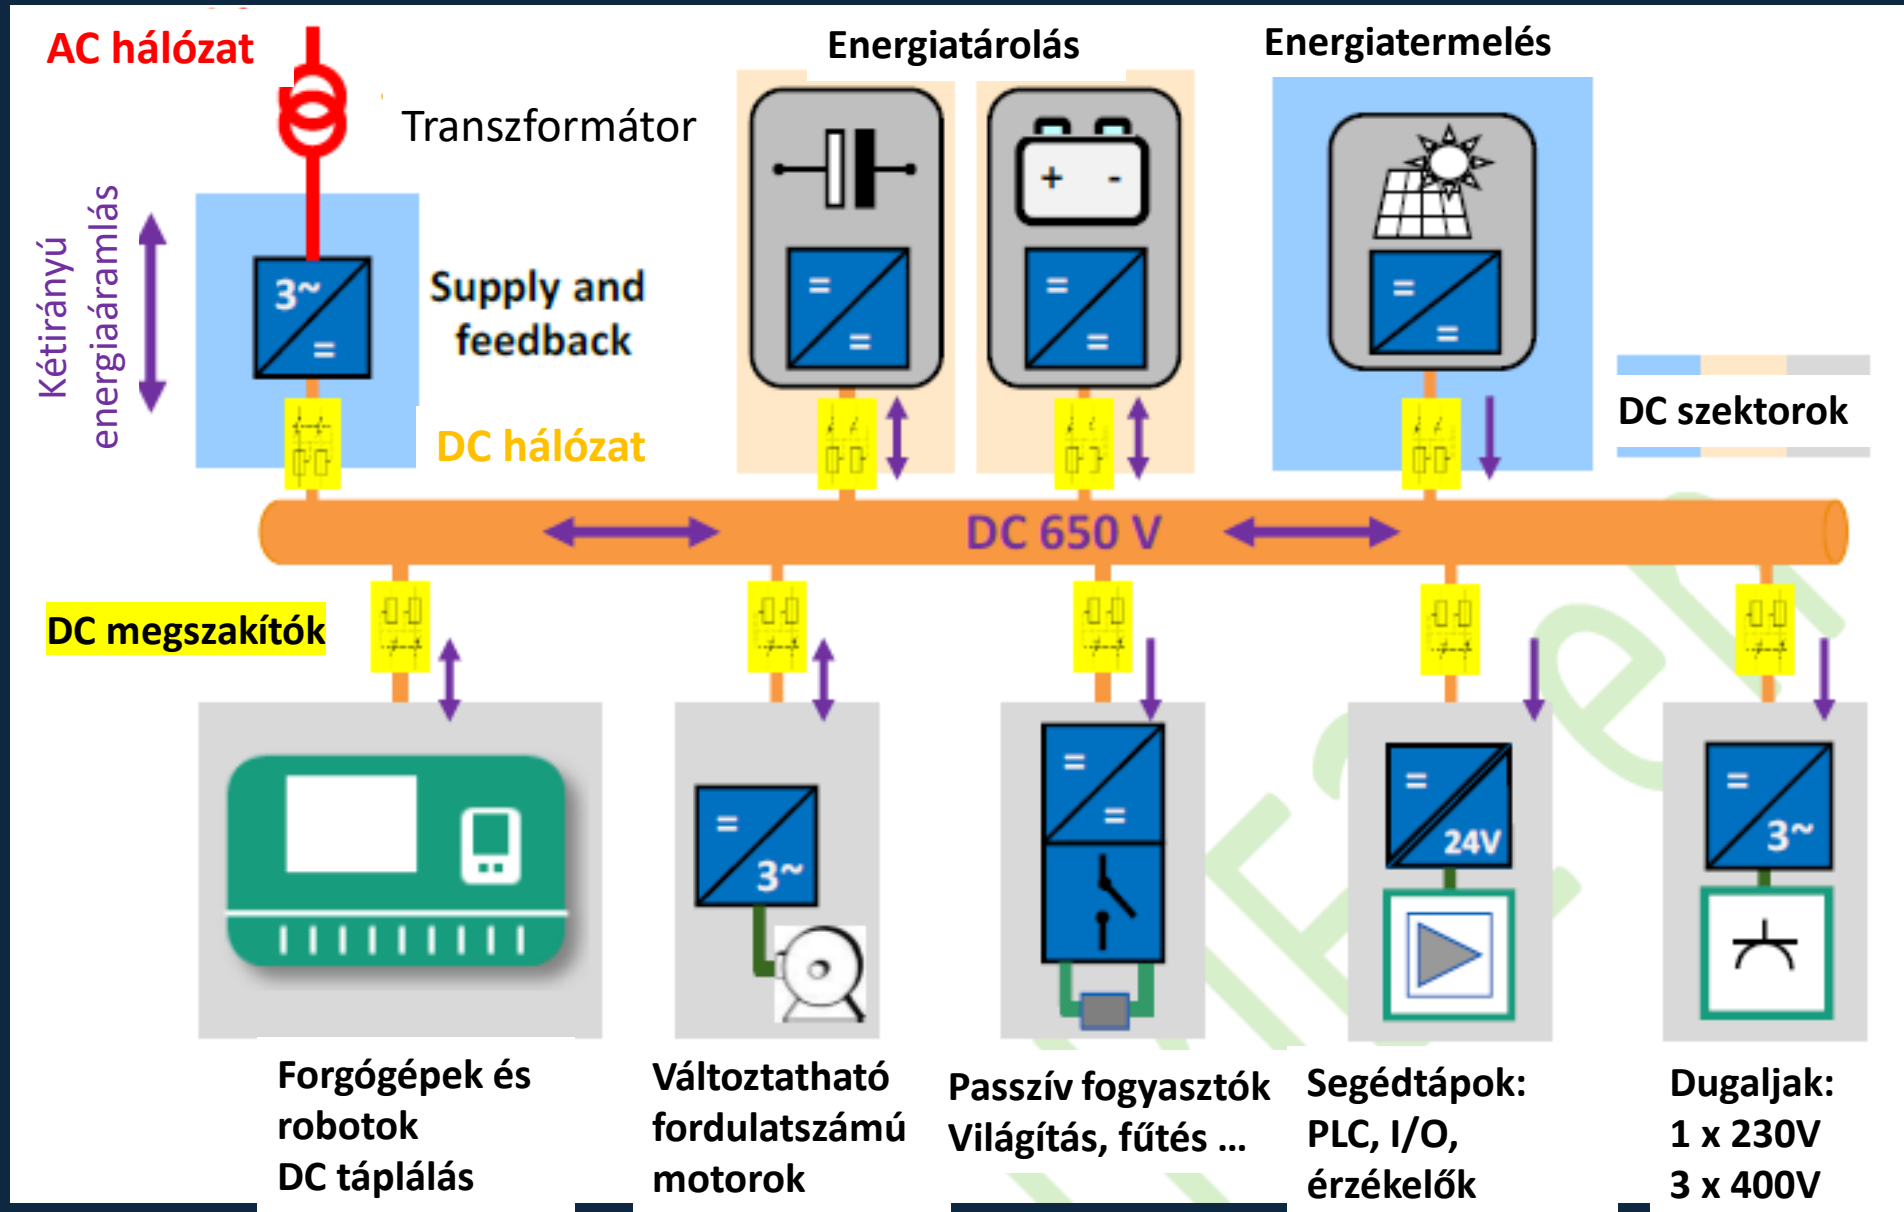 AC hálózat
Transzformátor
Energiatárolás
Energiatermelés
Kétirányú
energiaáramlás
3~
=
Supply and
feedback
=
=
+ -
=
=
=
=
DC hálózat
DC szektorok
DC 650 V
DC megszakítók
=
3~
=
=
=
24V
=
3~
Forgógépek és
robotok
DC táplálás
Változtatható
fordulatszámú
motorok
Passzív fogyasztók
Világítás, fűtés ...
Segédtápok:
PLC, I/O,
érzékelők
Dugaljak:
1 x 230V
3 x 400V